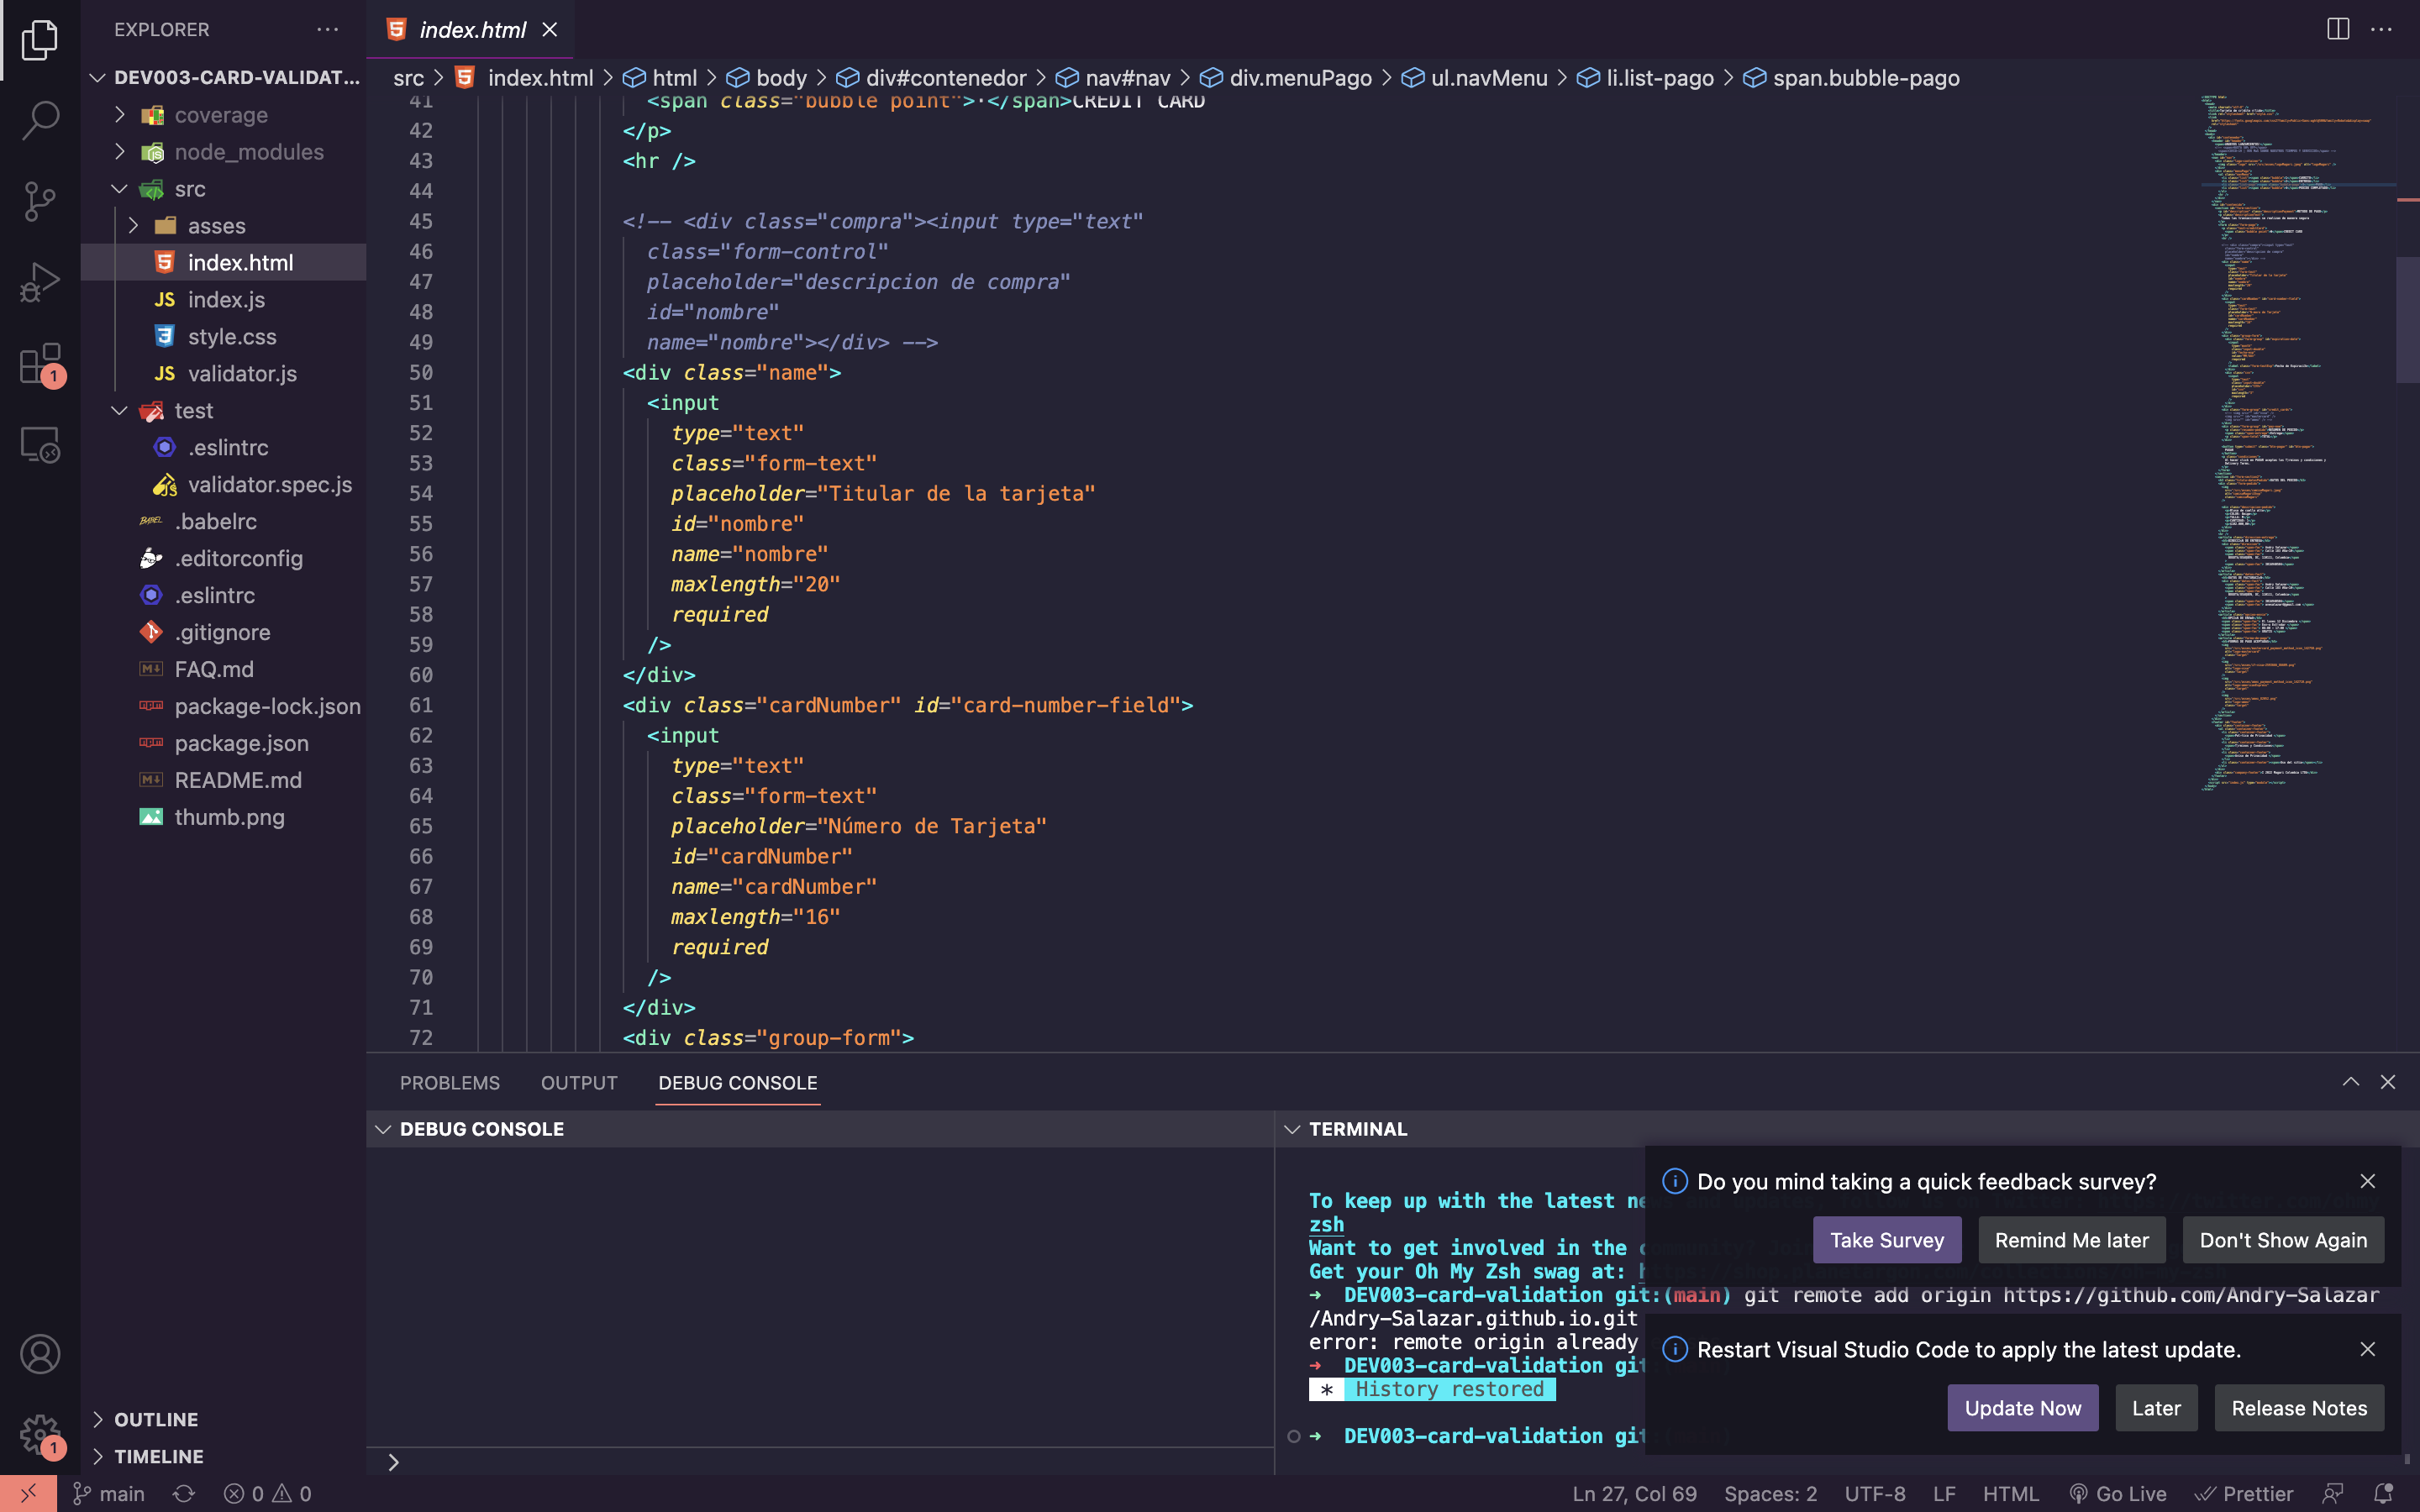 EXPLORER
index.html
DEV003-CARD-VALIDAT...
src > index.html > html > body > div#contenedor > nav#nav > div.menuPago > ul.navMenu > li.list-pago > span.bubble-pago
coverage
node_modules
src
asses
index.html
index.js
style.css
validator.js
test
.eslintrc
validator.spec.js
.babelrc
.editorconfig
.eslintrc
.gitignore
FAQ.md
package-lock.json
package.json
README.md
thumb.png
OUTLINE
TIMELINE
1
1
41 <span class="bubble point">·</span>CREDIT CARD
42 </p>
43 <hr />
44
45 <!-- <div class="compra"><input type="text"
46 class="form-control"
47 placeholder="descripcion de compra"
48 id="nombre"
49 name="nombre"></div> -->
50 <div class="name">
51 <input
52 type="text"
53 class="form-text"
54 placeholder="Titular de la tarjeta"
55 id="nombre"
56 name="nombre"
57 maxlength="20"
58 required
59 />
60 </div>
61 <div class="cardNumber" id="card-number-field">
62 <input
63 type="text"
64 class="form-text"
65 placeholder="Número de Tarjeta"
66 id="cardNumber"
67 name="cardNumber"
68 maxlength="16"
69 required
70 />
71 </div>
72 <div class="group-form">
PROBLEMS OUTPUT DEBUG CONSOLE
DEBUG CONSOLE
TERMINAL
To keep up with the latest
zsh
Want to get involved in the
Get your Oh My Zsh swag at:
→ DEV003-card-validation git:(main) git remote add origin https://github.com/Andry-Salazar
/Andry-Salazar.github.io.git
error: remote origin already
→ DEV003-card-validation git:
* History restored
→ DEV003-card-validation git:
Do you mind taking a quick feedback survey?
Take Survey Remind Me later Don't Show Again
Restart Visual Studio Code to apply the latest update.
Update Now Later Release Notes
main 0 0 Ln 27, Col 69 Spaces: 2 UTF-8 LF HTML Go Live Prettier